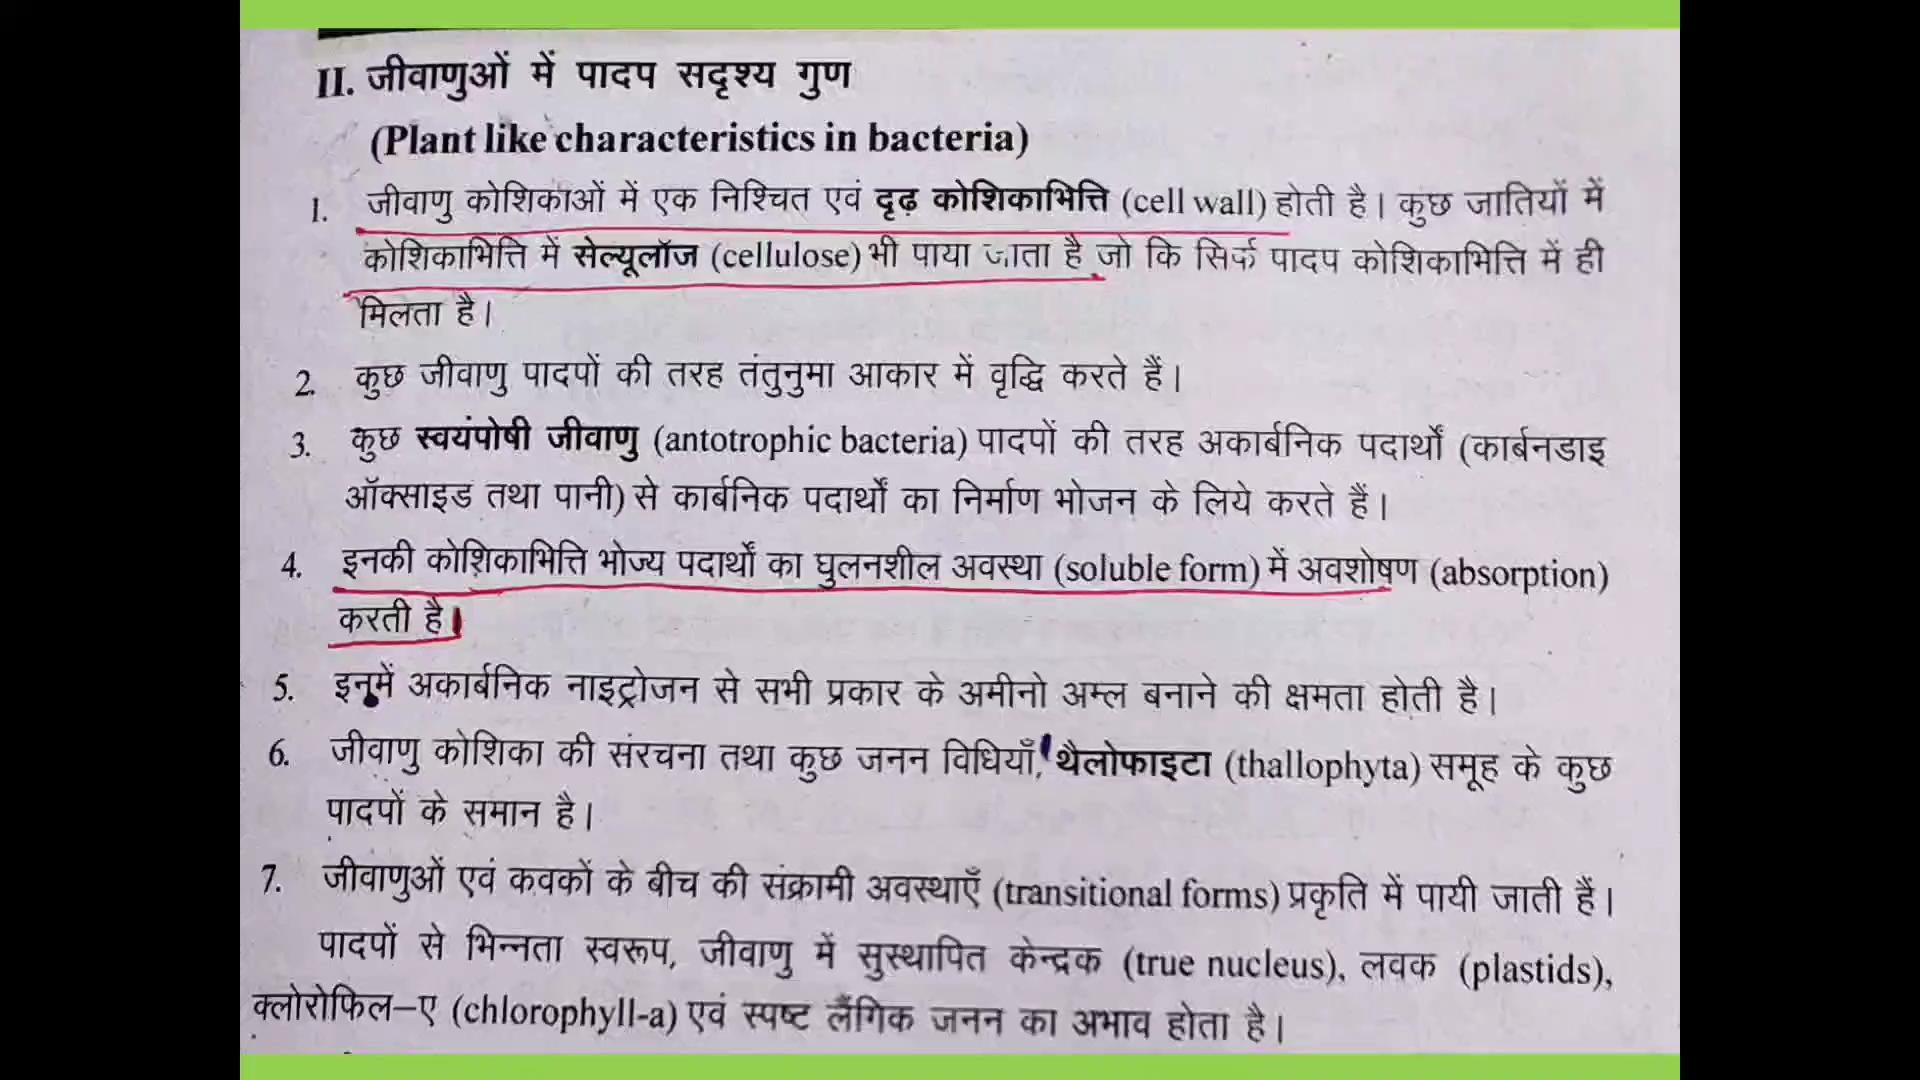 II. जीवाणुओं में पादप सदृश्य गुण
(Plant like characteristics in bacteria)
1. जीवाणु कोशिकाओं में एक निश्चित एवं दृढ़ कोशिकाभित्ति (cell wall) होती है। कुछ जातियों में
कोशिकाभित्ति में सेल्यूलॉज (cellulose) भी पाया जाता है जो कि सिर्फ पादप कोशिकाभित्ति में ही
मिलता है।
2. कुछ जीवाणु पादपों की तरह तंतुनुमा आकार में वृद्धि करते हैं।
3. कुछ स्वयंपोषी जीवाणु (antotrophic bacteria) पादपों की तरह अकार्बनिक पदार्थों (कार्बनडाइ
ऑक्साइड तथा पानी) से कार्बनिक पदार्थों का निर्माण भोजन के लिये करते हैं।
4. इनकी कोशिकाभित्ति भोज्य पदार्थों का घुलनशील अवस्था (soluble form) में अवशोषण (absorption)
करती है।
5. इनमें अकार्बनिक नाइट्रोजन से सभी प्रकार के अमीनो अम्ल बनाने की क्षमता होती है।
6. जीवाणु कोशिका की संरचना तथा कुछ जनन विधियाँ, थैलोफाइटा (thallophyta) समूह के कुछ
पादपों के समान है।
7. जीवाणुओं एवं कवकों के बीच की संक्रामी अवस्थाएँ (transitional forms) प्रकृति में पायी जाती हैं।
पादपों से भिन्नता स्वरूप, जीवाणु में सुस्थापित केन्द्रक (true nucleus), लवक (plastids),
क्लोरोफिल-ए (chlorophyll-a) एवं स्पष्ट लैंगिक जनन का अभाव होता है।